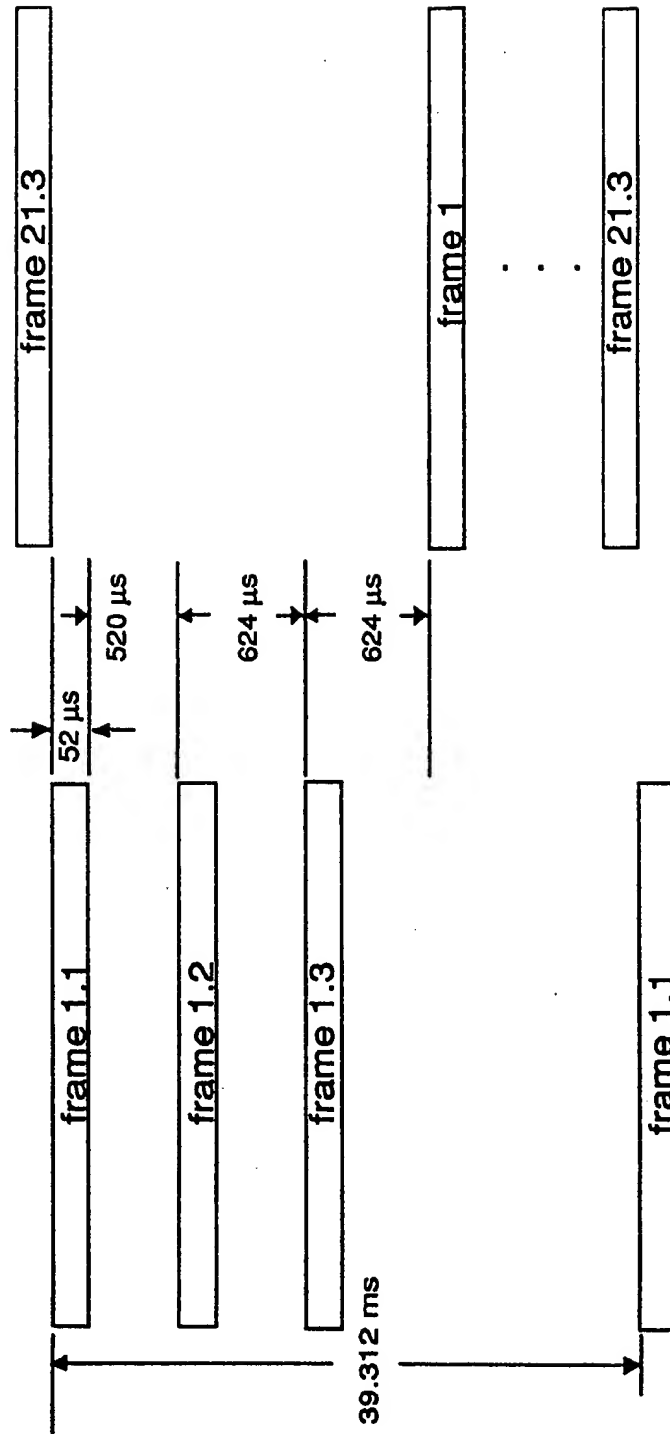 frame 21.3
52 µs
frame 1.1
520 µs
frame 1.2
624 µs
frame 1.3
624 µs
frame 1
. . .
39.312 ms
frame 21.3
frame 1.1